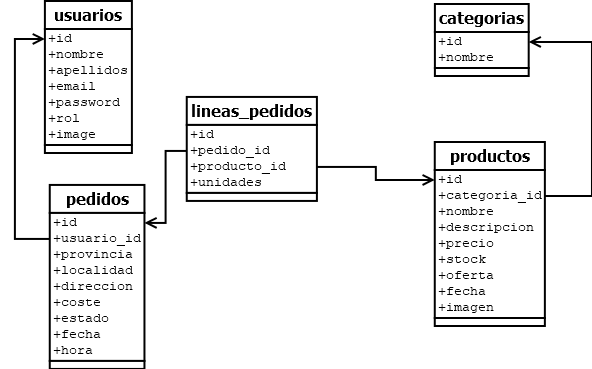 usuarios
+id
+nombre
+apellidos
+email
+password
+rol
+image
categorias
+id
+nombre
lineas_pedidos
+id
+pedido_id
+producto_id
+unidades
productos
+id
+categoria_id
+nombre
+descripcion
+precio
+stock
+oferta
+fecha
+imagen
pedidos
+id
+usuario_id
+provincia
+localidad
+direccion
+coste
+estado
+fecha
+hora